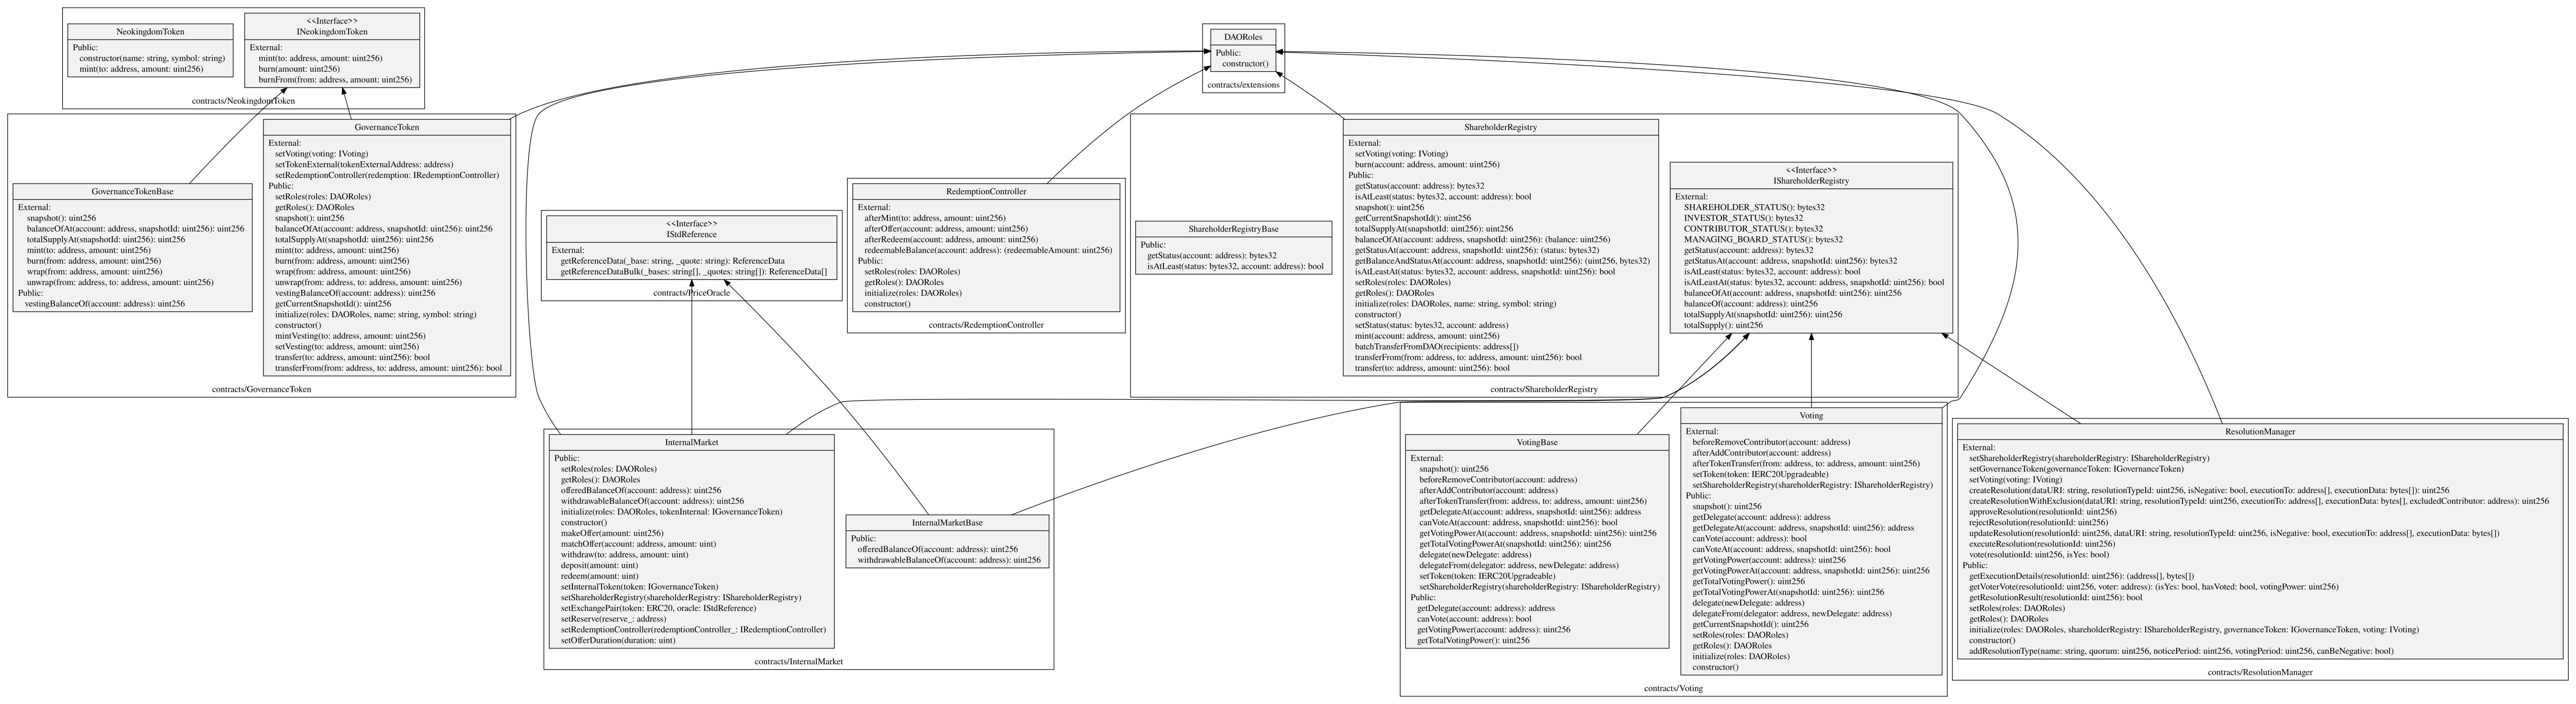 NeokingdomToken
Public:
constructor(name: string, symbol: string)
mint(to: address, amount: uint256)
<<Interface>>
INeokingdomToken
External:
mint(to: address, amount: uint256)
burn(amount: uint256)
burnFrom(from: address, amount: uint256)
contracts/NeokingdomToken
DAORoles
Public:
constructor()
contracts/extensions
GovernanceTokenBase
External:
snapshot(): uint256
balanceOfAt(account: address, snapshotId: uint256): uint256
totalSupplyAt(snapshotId: uint256): uint256
mint(to: address, amount: uint256)
burn(from: address, amount: uint256)
wrap(from: address, amount: uint256)
unwrap(from: address, to: address, amount: uint256)
Public:
vestingBalanceOf(account: address): uint256
GovernanceToken
External:
setVoting(voting: IVoting)
setTokenExternal(tokenExternalAddress: address)
setRedemptionController(redemption: IRedemptionController)
Public:
setRoles(roles: DAORoles)
getRoles(): DAORoles
snapshot(): uint256
balanceOfAt(account: address, snapshotId: uint256): uint256
totalSupplyAt(snapshotId: uint256): uint256
mint(to: address, amount: uint256)
burn(from: address, amount: uint256)
wrap(from: address, amount: uint256)
unwrap(from: address, to: address, amount: uint256)
vestingBalanceOf(account: address): uint256
getCurrentSnapshotId(): uint256
initialize(roles: DAORoles, name: string, symbol: string)
constructor()
mintVesting(to: address, amount: uint256)
setVesting(to: address, amount: uint256)
transfer(to: address, amount: uint256): bool
transferFrom(from: address, to: address, amount: uint256): bool
contracts/GovernanceToken
<<Interface>>
IStdReference
External:
getReferenceData(_base: string, _quote: string): ReferenceData
getReferenceDataBulk(_bases: string[], _quotes: string[]): ReferenceData[]
contracts/PriceOracle
RedemptionController
External:
afterMint(to: address, amount: uint256)
afterOffer(account: address, amount: uint256)
afterRedeem(account: address, amount: uint256)
redeemableBalance(account: address): (redeemableAmount: uint256)
Public:
setRoles(roles: DAORoles)
getRoles(): DAORoles
initialize(roles: DAORoles)
constructor()
contracts/RedemptionController
ShareholderRegistryBase
Public:
getStatus(account: address): bytes32
isAtLeast(status: bytes32, account: address): bool
ShareholderRegistry
External:
setVoting(voting: IVoting)
burn(account: address, amount: uint256)
Public:
getStatus(account: address): bytes32
isAtLeast(status: bytes32, account: address): bool
snapshot(): uint256
getCurrentSnapshotId(): uint256
totalSupplyAt(snapshotId: uint256): uint256
balanceOfAt(account: address, snapshotId: uint256): (balance: uint256)
getStatusAt(account: address, snapshotId: uint256): (status: bytes32)
getBalanceAndStatusAt(account: address, snapshotId: uint256): (uint256, bytes32)
isAtLeastAt(status: bytes32, account: address, snapshotId: uint256): bool
setRoles(roles: DAORoles)
getRoles(): DAORoles
initialize(roles: DAORoles, name: string, symbol: string)
constructor()
setStatus(status: bytes32, account: address)
mint(account: address, amount: uint256)
batchTransferFromDAO(recipients: address[])
transferFrom(from: address, to: address, amount: uint256): bool
transfer(to: address, amount: uint256): bool
<<Interface>>
IShareholderRegistry
External:
SHAREHOLDER_STATUS(): bytes32
INVESTOR_STATUS(): bytes32
CONTRIBUTOR_STATUS(): bytes32
MANAGING_BOARD_STATUS(): bytes32
getStatus(account: address): bytes32
getStatusAt(account: address, snapshotId: uint256): bytes32
isAtLeast(status: bytes32, account: address): bool
isAtLeastAt(status: bytes32, account: address, snapshotId: uint256): bool
balanceOfAt(account: address, snapshotId: uint256): uint256
balanceOf(account: address): uint256
totalSupplyAt(snapshotId: uint256): uint256
totalSupply(): uint256
contracts/ShareholderRegistry
InternalMarket
Public:
setRoles(roles: DAORoles)
getRoles(): DAORoles
offeredBalanceOf(account: address): uint256
withdrawableBalanceOf(account: address): uint256
initialize(roles: DAORoles, tokenInternal: IGovernanceToken)
constructor()
makeOffer(amount: uint256)
matchOffer(account: address, amount: uint)
withdraw(to: address, amount: uint)
deposit(amount: uint)
redeem(amount: uint)
setInternalToken(token: IGovernanceToken)
setShareholderRegistry(shareholderRegistry: IShareholderRegistry)
setExchangePair(token: ERC20, oracle: IStdReference)
setReserve(reserve_: address)
setRedemptionController(redemptionController_: IRedemptionController)
setOfferDuration(duration: uint)
InternalMarketBase
Public:
offeredBalanceOf(account: address): uint256
withdrawableBalanceOf(account: address): uint256
contracts/InternalMarket
VotingBase
External:
snapshot(): uint256
beforeRemoveContributor(account: address)
afterAddContributor(account: address)
afterTokenTransfer(from: address, to: address, amount: uint256)
getDelegateAt(account: address, snapshotId: uint256): address
canVoteAt(account: address, snapshotId: uint256): bool
getVotingPowerAt(account: address, snapshotId: uint256): uint256
getTotalVotingPowerAt(snapshotId: uint256): uint256
delegate(newDelegate: address)
delegateFrom(delegator: address, newDelegate: address)
setToken(token: IERC20Upgradeable)
setShareholderRegistry(shareholderRegistry: IShareholderRegistry)
Public:
getDelegate(account: address): address
canVote(account: address): bool
getVotingPower(account: address): uint256
getTotalVotingPower(): uint256
Voting
External:
beforeRemoveContributor(account: address)
afterAddContributor(account: address)
afterTokenTransfer(from: address, to: address, amount: uint256)
setToken(token: IERC20Upgradeable)
setShareholderRegistry(shareholderRegistry: IShareholderRegistry)
Public:
snapshot(): uint256
getDelegate(account: address): address
getDelegateAt(account: address, snapshotId: uint256): address
canVote(account: address): bool
canVoteAt(account: address, snapshotId: uint256): bool
getVotingPower(account: address): uint256
getVotingPowerAt(account: address, snapshotId: uint256): uint256
getTotalVotingPower(): uint256
getTotalVotingPowerAt(snapshotId: uint256): uint256
delegate(newDelegate: address)
delegateFrom(delegator: address, newDelegate: address)
getCurrentSnapshotId(): uint256
setRoles(roles: DAORoles)
getRoles(): DAORoles
initialize(roles: DAORoles)
constructor()
contracts/Voting
ResolutionManager
External:
setShareholderRegistry(shareholderRegistry: IShareholderRegistry)
setGovernanceToken(governanceToken: IGovernanceToken)
setVoting(voting: IVoting)
createResolution(dataURI: string, resolutionTypeId: uint256, isNegative: bool, executionTo: address[], executionData: bytes[]): uint256
createResolutionWithExclusion(dataURI: string, resolutionTypeId: uint256, executionTo: address[], executionData: bytes[], excludedContributor: address): uint256
approveResolution(resolutionId: uint256)
rejectResolution(resolutionId: uint256)
updateResolution(resolutionId: uint256, dataURI: string, resolutionTypeId: uint256, isNegative: bool, executionTo: address[], executionData: bytes[])
executeResolution(resolutionId: uint256)
vote(resolutionId: uint256, isYes: bool)
Public:
getExecutionDetails(resolutionId: uint256): (address[], bytes[])
getVoterVote(resolutionId: uint256, voter: address): (isYes: bool, hasVoted: bool, votingPower: uint256)
getResolutionResult(resolutionId: uint256): bool
setRoles(roles: DAORoles)
getRoles(): DAORoles
initialize(roles: DAORoles, shareholderRegistry: IShareholderRegistry, governanceToken: IGovernanceToken, voting: IVoting)
constructor()
addResolutionType(name: string, quorum: uint256, noticePeriod: uint256, votingPeriod: uint256, canBeNegative: bool)
contracts/ResolutionManager